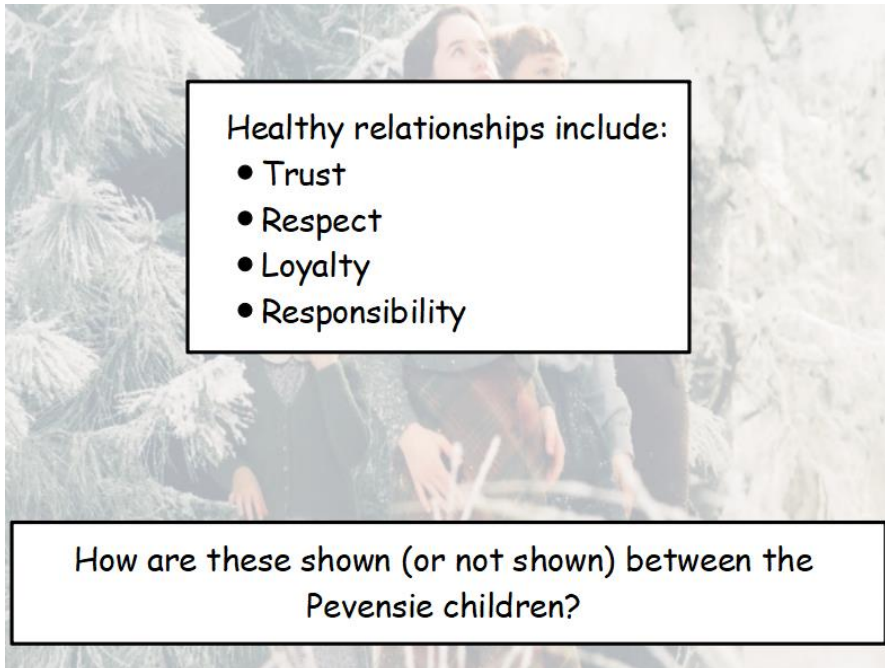 Healthy relationships include:
• Trust
• Respect
• Loyalty
• Responsibility
How are these shown (or not shown) between the
Pevensie children?